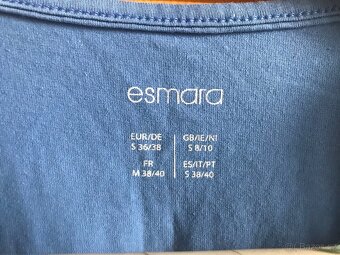 esmara
EUR/DE GB/IE/NI
S 36/38 S 8/10
FR ES/IT/PT
M 38/40 S 38/40